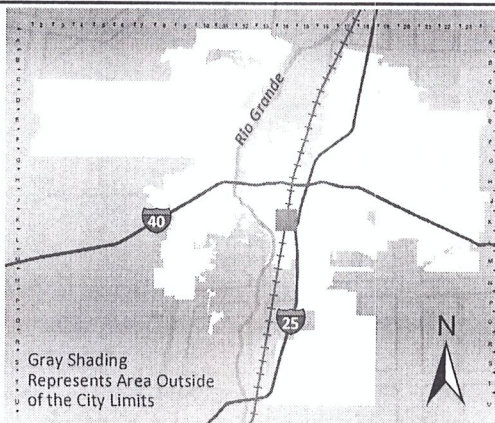 Rio Grande
40
25
N
Gray Shading
Represents Area Outside
of the City Limits